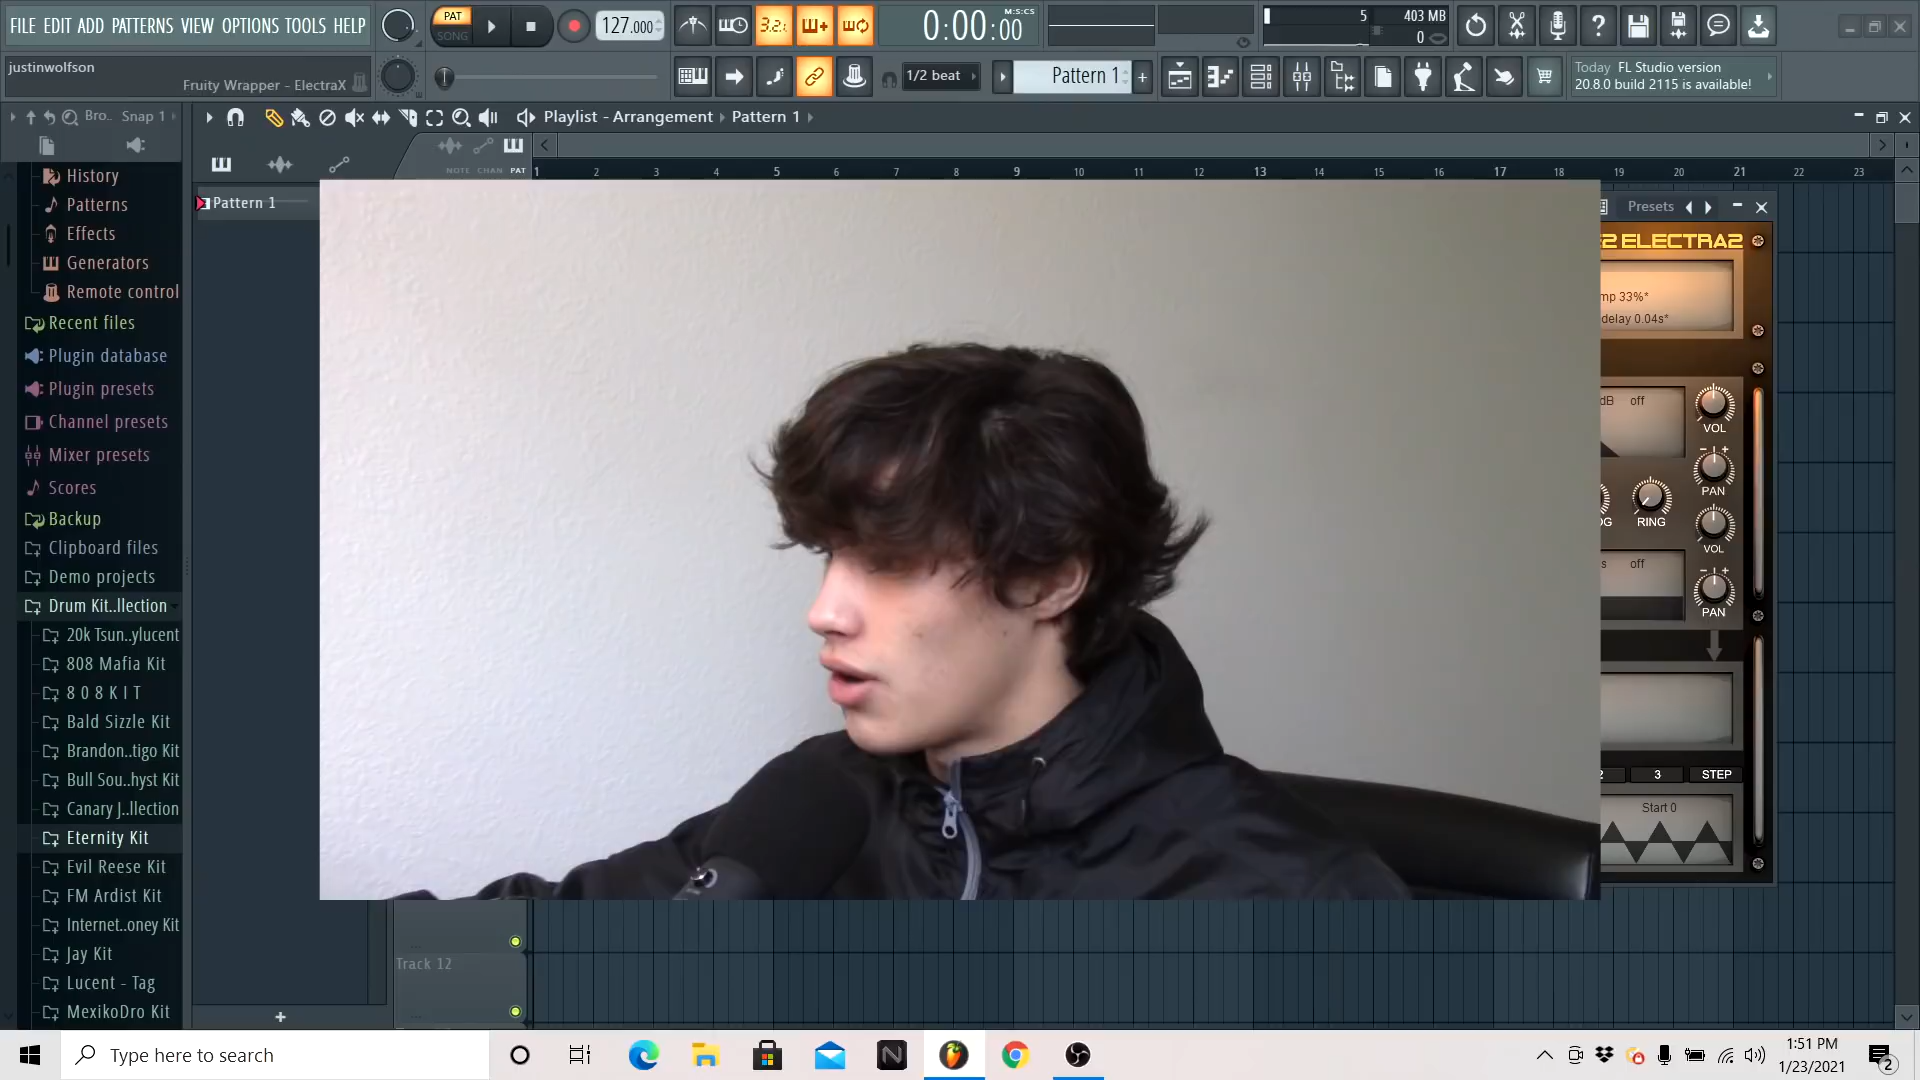 FILE EDIT ADD PATTERNS VIEW OPTIONS TOOLS HELP
PAT
SONG
127.000
3.2.
0:00:00
M:S:CS
5
403 MB
0
justinwolfson
Fruity Wrapper - ElectraX
1/2 beat
Pattern 1
+
Today FL Studio version
20.8.0 build 2115 is available!
Bro..
Snap 1
Playlist - Arrangement › Pattern 1 ›
NOTE CHAN PAT
1 2 3 4 5 6 7 8 9 10 11 12 13 14 15 16 17 18 19 20 21 22 23
History
Patterns
Effects
Generators
Remote control
Recent files
Plugin database
Plugin presets
Channel presets
Mixer presets
Scores
Backup
Clipboard files
Demo projects
Drum Kit..llection
20k Tsun..ylucent
808 Mafia Kit
8 0 8 K I T
Bald Sizzle Kit
Brandon..tigo Kit
Bull Sou..hyst Kit
Canary J..llection
Eternity Kit
Evil Reese Kit
FM Ardist Kit
Internet..oney Kit
Jay Kit
Lucent - Tag
MexikoDro Kit
Pattern 1
Presets
2 ELECTRA2
mp 33%*
delay 0.04s*
dB off
VOL
PAN
OG
RING
VOL
s off
PAN
2 3 STEP
Start 0
Track 12
+
Type here to search
1:51 PM
1/23/2021
2